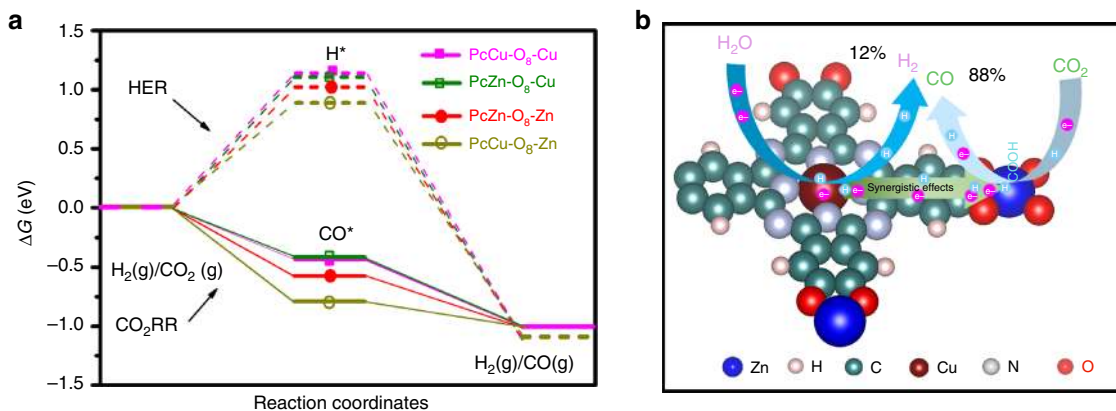 a
1.5
1.0
0.5
0.0
–0.5
–1.0
–1.5
ΔG (eV)
Reaction coordinates
HER
H*
PcCu-O₈-Cu
PcZn-O₈-Cu
PcZn-O₈-Zn
PcCu-O₈-Zn
CO*
H₂(g)/CO₂ (g)
CO₂RR
H₂(g)/CO(g)
b
H₂O
12%
H₂
CO
88%
CO₂
e–
e–
H
H
H
e–
H
e–
Synergistic effects
e–
H
e–
H
e–
H
COOH
H
e–
H
e–
Zn
H
C
Cu
N
O